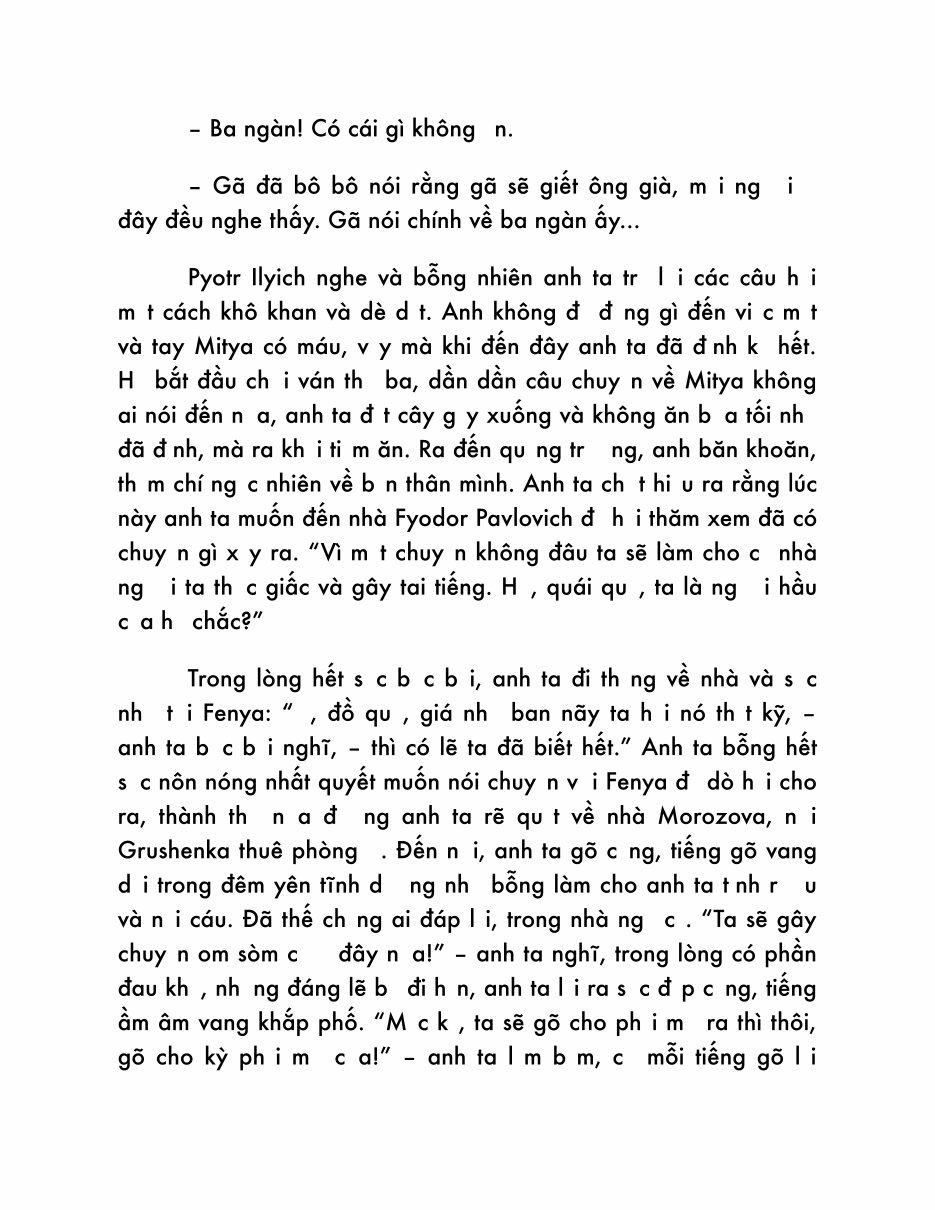 – Ba ngàn! Có cái gì không n.
– Gã đã bô bô nói rằng gã sẽ giết ông già, m i ng i
đây đều nghe thấy. Gã nói chính về ba ngàn ấy...
Pyotr Ilyich nghe và bỗng nhiên anh ta tr l i các câu h i
m t cách khô khan và dè d t. Anh không đ đ ng gì đến vi c m t
và tay Mitya có máu, v y mà khi đến đây anh ta đã đ nh k hết.
H bắt đầu ch i ván th ba, dần dần câu chuy n về Mitya không
ai nói đến n a, anh ta đ t cây g y xuống và không ăn b a tối nh
đã đ nh, mà ra kh i ti m ăn. Ra đến qu ng tr ng, anh băn khoăn,
th m chí ng c nhiên về b n thân mình. Anh ta ch t hi u ra rằng lúc
này anh ta muốn đến nhà Fyodor Pavlovich đ h i thăm xem đã có
chuy n gì x y ra. “Vì m t chuy n không đâu ta sẽ làm cho c nhà
ng i ta th c giấc và gây tai tiếng. H , quái qu , ta là ng i hầu
c a h chắc?”
Trong lòng hết s c b c b i, anh ta đi th ng về nhà và s c
nh t i Fenya: “ , đồ qu , giá nh ban nãy ta h i nó th t kỹ, –
anh ta b c b i nghĩ, – thì có lẽ ta đã biết hết.” Anh ta bỗng hết
s c nôn nóng nhất quyết muốn nói chuy n v i Fenya đ dò h i cho
ra, thành th n a đ ng anh ta rẽ qu t về nhà Morozova, n i
Grushenka thuê phòng . Đến n i, anh ta gõ c ng, tiếng gõ vang
d i trong đêm yên tĩnh d ng nh bỗng làm cho anh ta t nh r u
và n i cáu. Đã thế ch ng ai đáp l i, trong nhà ng c . “Ta sẽ gây
chuy n om sòm c đây n a!” – anh ta nghĩ, trong lòng có phần
đau kh , nh ng đáng lẽ b đi h n, anh ta l i ra s c đ p c ng, tiếng
ầm âm vang khắp phố. “M c k , ta sẽ gõ cho ph i m ra thì thôi,
gõ cho kỳ ph i m c a!” – anh ta l m b m, c mỗi tiếng gõ l i